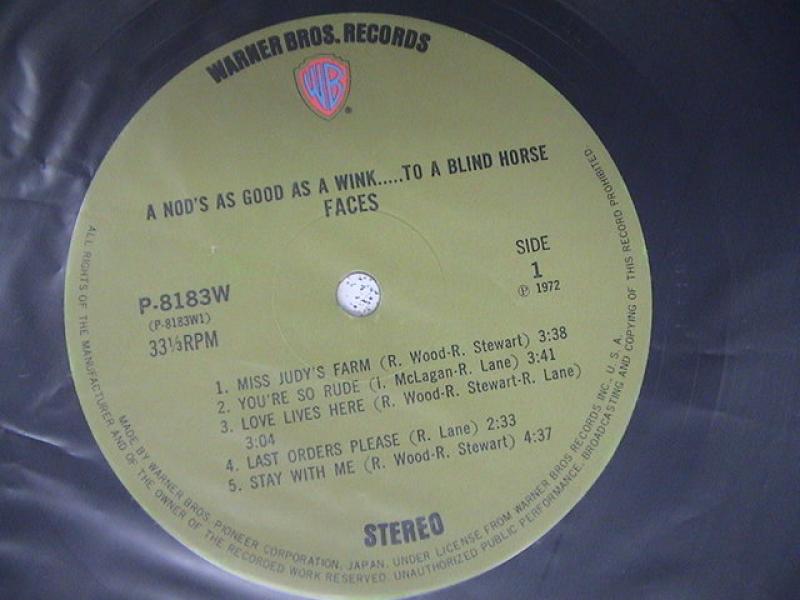 WARNER BROS. RECORDS
WB
®
A NOD'S AS GOOD AS A WINK.....TO A BLIND HORSE
FACES
SIDE
1
Ⓟ 1972
P-8183W
(P-8183W1)
33⅓RPM
1. MISS JUDY'S FARM (R. Wood-R. Stewart) 3:38
2. YOU'RE SO RUDE (I. McLagan-R. Lane) 3:41
3. LOVE LIVES HERE (R. Wood-R. Stewart-R. Lane)
3:04
4. LAST ORDERS PLEASE (R. Lane) 2:33
5. STAY WITH ME (R. Wood-R. Stewart) 4:37
STEREO
MADE BY WARNER BROS. PIONEER CORPORATION, JAPAN. UNDER LICENSE FROM WARNER BROS RECORDS INC., U.S.A.
ALL RIGHTS OF THE MANUFACTURER AND OF THE OWNER OF THE RECORDED WORK RESERVED. UNAUTHORIZED PUBLIC PERFORMANCE, BROADCASTING AND COPYING OF THIS RECORD PROHIBITED